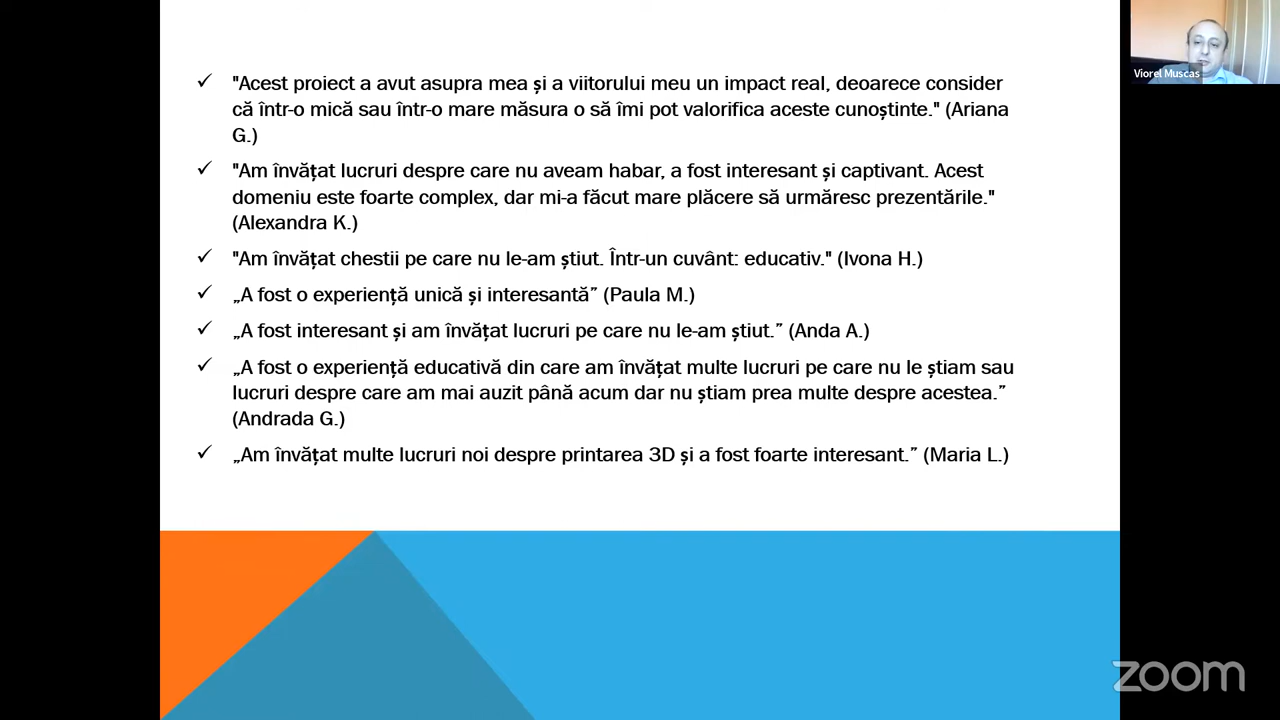 "Acest proiect a avut asupra mea și a viitorului meu un impact real, deoarece consider
că într-o mică sau într-o mare măsura o să îmi pot valorifica aceste cunoștinte." (Ariana
G.)
"Am învățat lucruri despre care nu aveam habar, a fost interesant și captivant. Acest
domeniu este foarte complex, dar mi-a făcut mare plăcere să urmăresc prezentările."
(Alexandra K.)
"Am învățat chestii pe care nu le-am știut. Într-un cuvânt: educativ." (Ivona H.)
„A fost o experiență unică și interesantă” (Paula M.)
„A fost interesant și am învățat lucruri pe care nu le-am știut.” (Anda A.)
„A fost o experiență educativă din care am învățat multe lucruri pe care nu le știam sau
lucruri despre care am mai auzit până acum dar nu știam prea multe despre acestea.”
(Andrada G.)
„Am învățat multe lucruri noi despre printarea 3D și a fost foarte interesant.” (Maria L.)
Viorel Muscas
zoom